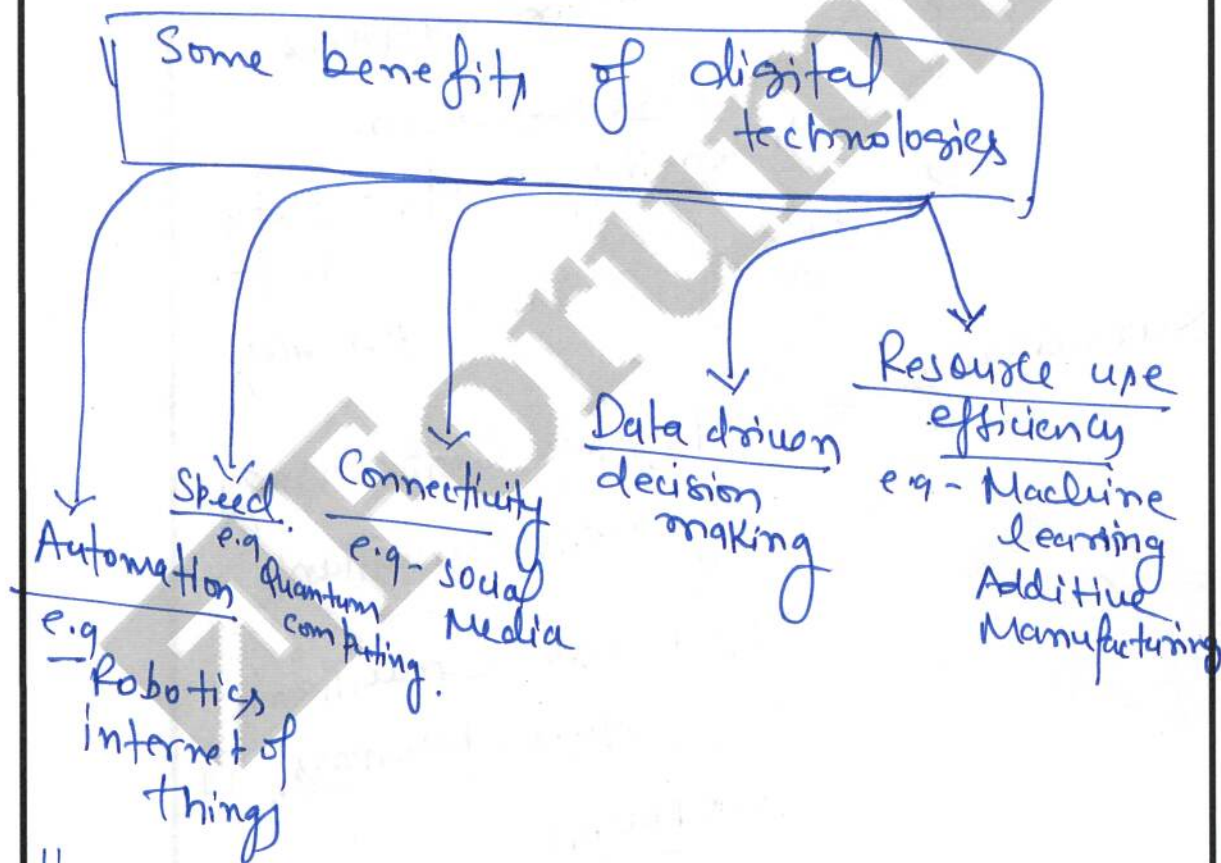 Some benefits of digital
technologies
Automation
e.g
Robotics
internet of
things
Speed.
e.g
Quantum
computing.
Connectivity
e.g - social
Media
Data driven
decision
making
Resource use
efficiency
e.g - Machine
learning
Additive
Manufacturing
Forum